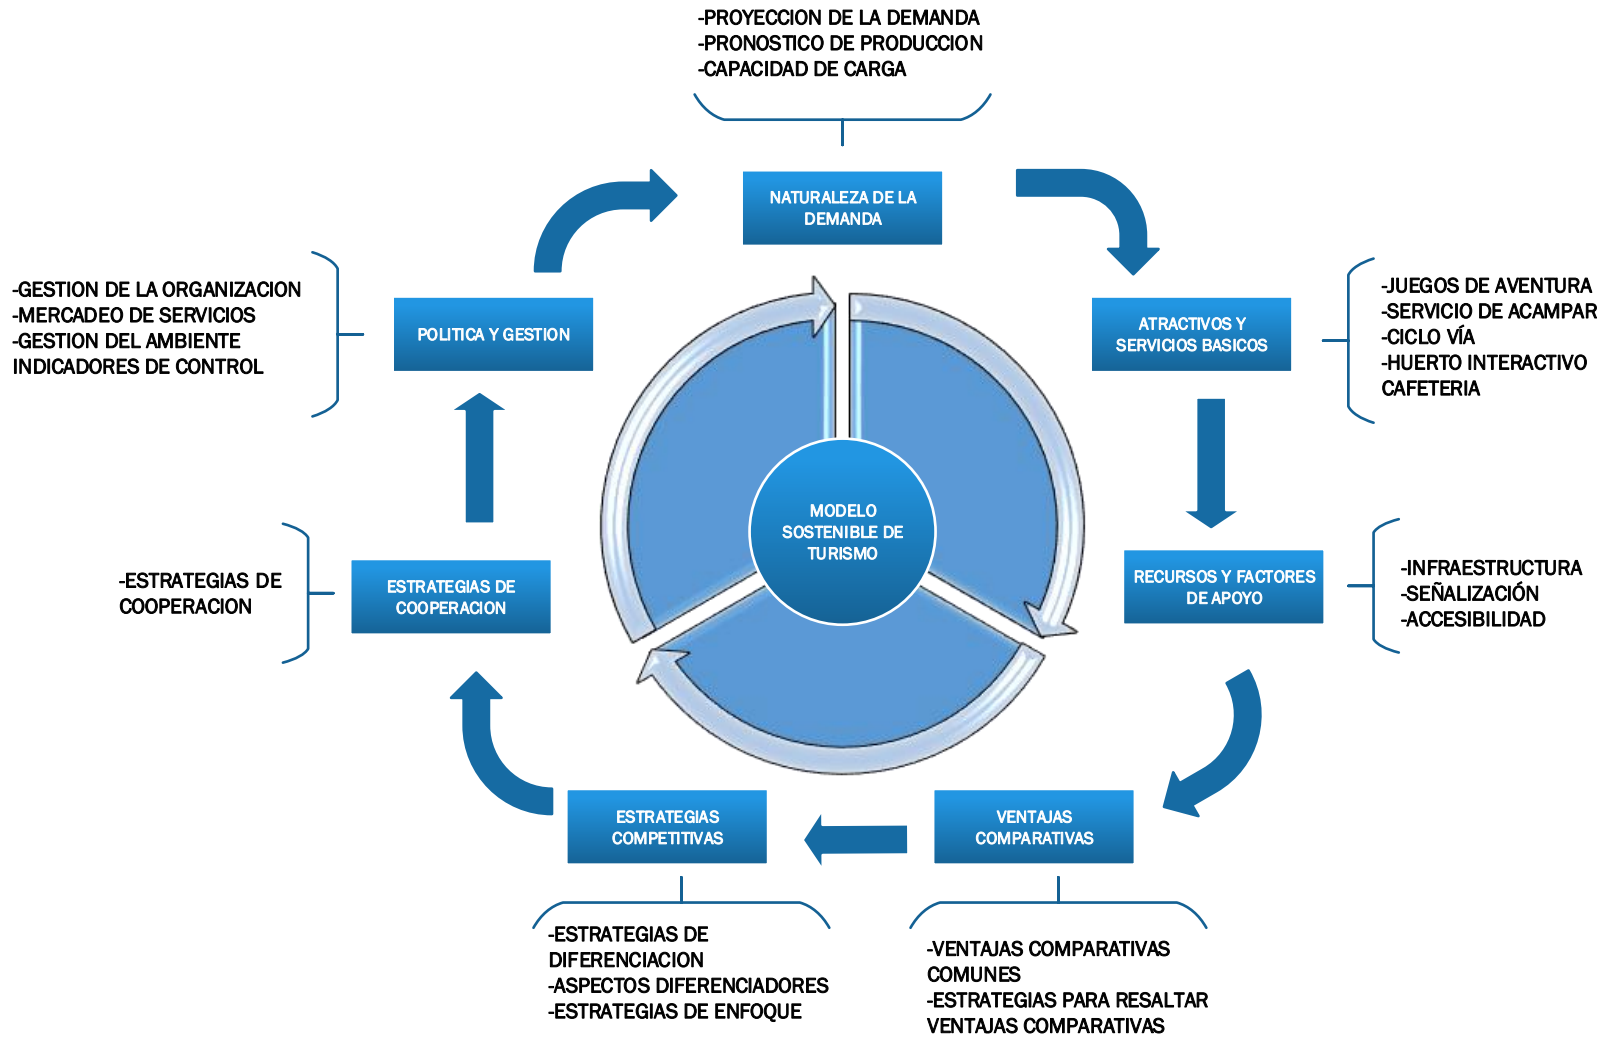 -PROYECCION DE LA DEMANDA
-PRONOSTICO DE PRODUCCION
-CAPACIDAD DE CARGA
NATURALEZA DE LA
DEMANDA
ATRACTIVOS Y
SERVICIOS BASICOS
-JUEGOS DE AVENTURA
-SERVICIO DE ACAMPAR
-CICLO VÍA
-HUERTO INTERACTIVO
CAFETERIA
RECURSOS Y FACTORES
DE APOYO
-INFRAESTRUCTURA
-SEÑALIZACIÓN
-ACCESIBILIDAD
VENTAJAS
COMPARATIVAS
-VENTAJAS COMPARATIVAS
COMUNES
-ESTRATEGIAS PARA RESALTAR
VENTAJAS COMPARATIVAS
ESTRATEGIAS
COMPETITIVAS
-ESTRATEGIAS DE
DIFERENCIACION
-ASPECTOS DIFERENCIADORES
-ESTRATEGIAS DE ENFOQUE
ESTRATEGIAS DE
COOPERACION
-ESTRATEGIAS DE
COOPERACION
POLITICA Y GESTION
-GESTION DE LA ORGANIZACION
-MERCADEO DE SERVICIOS
-GESTION DEL AMBIENTE
INDICADORES DE CONTROL
MODELO
SOSTENIBLE DE
TURISMO